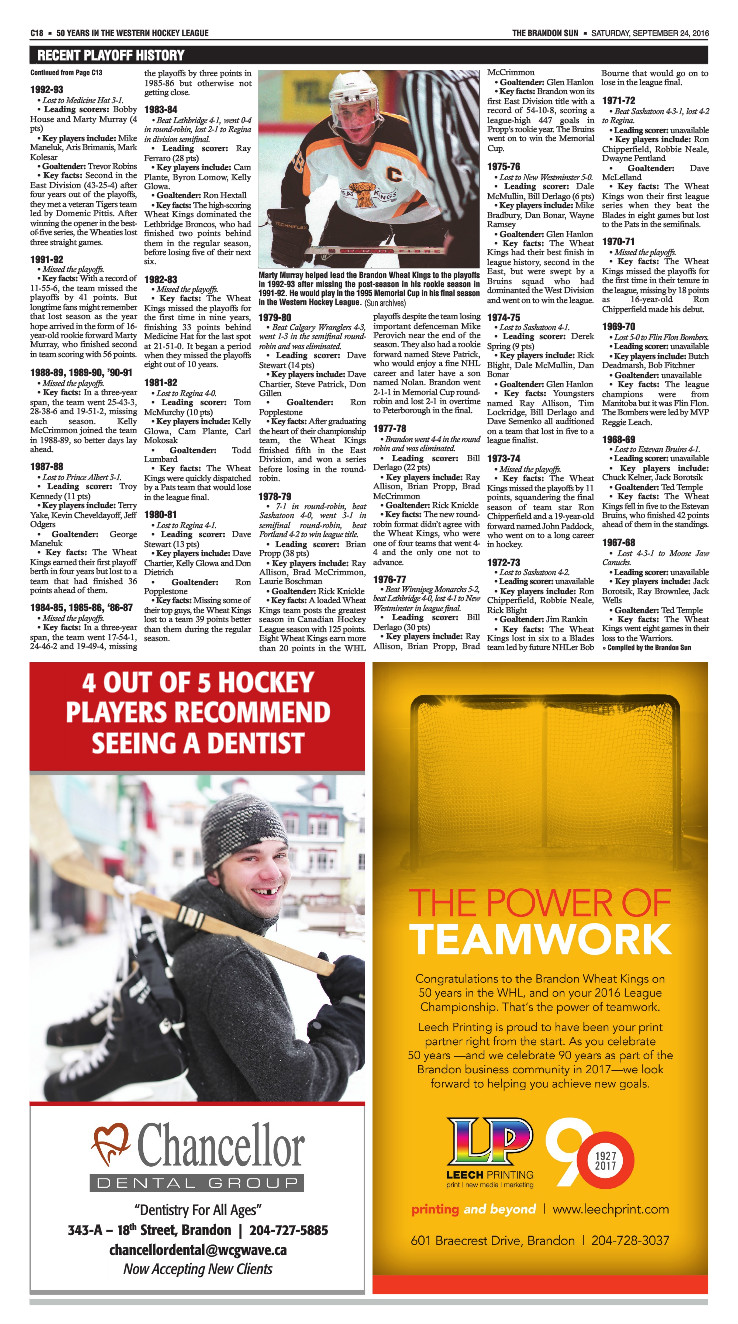 C18 ▪ 50 YEARS IN THE WESTERN HOCKEY LEAGUE
THE BRANDON SUN ▪ SATURDAY, SEPTEMBER 24, 2016
RECENT PLAYOFF HISTORY
Continued from Page C13
1992-93
• Lost to Medicine Hat 3-1.
• Leading scorers: Bobby
House and Marty Murray (4
pts)
• Key players include: Mike
Maneluk, Aris Brimanis, Mark
Kolesar
• Goaltender: Trevor Robins
• Key facts: Second in the
East Division (43-25-4) after
four years out of the playoffs,
they met a veteran Tigers team
led by Domenic Pittis. After
winning the opener in the best-
of-five series, the Wheaties lost
three straight games.
1991-92
• Missed the playoffs.
• Key facts: With a record of
11-55-6, the team missed the
playoffs by 41 points. But
longtime fans might remember
that lost season as the year
hope arrived in the form of 16-
year-old rookie forward Marty
Murray, who finished second
in team scoring with 56 points.
1988-89, 1989-90, '90-91
• Missed the playoffs.
• Key facts: In a three-year
span, the team went 25-43-3,
28-38-6 and 19-51-2, missing
each season. Kelly
McCrimmon joined the team
in 1988-89, so better days lay
ahead.
1987-88
• Lost to Prince Albert 3-1.
• Leading scorer: Troy
Kennedy (11 pts)
• Key players include: Terry
Yake, Kevin Cheveldayoff, Jeff
Odgers
• Goaltender: George
Maneluk
• Key facts: The Wheat
Kings earned their first playoff
berth in four years but lost to a
team that had finished 36
points ahead of them.
1984-85, 1985-86, '86-87
• Missed the playoffs.
• Key facts: In a three-year
span, the team went 17-54-1,
24-46-2 and 19-49-4, missing
the playoffs by three points in
1985-86 but otherwise not
getting close.
1983-84
• Beat Lethbridge 4-1, went 0-4
in round-robin, lost 2-1 to Regina
in division semifinal.
• Leading scorer: Ray
Ferraro (28 pts)
• Key players include: Cam
Plante, Byron Lomow, Kelly
Glowa.
• Goaltender: Ron Hextall
• Key facts: The high-scoring
Wheat Kings dominated the
Lethbridge Broncos, who had
finished two points behind
them in the regular season,
before losing five of their next
six.
1982-83
• Missed the playoffs.
• Key facts: The Wheat
Kings missed the playoffs for
the first time in nine years,
finishing 33 points behind
Medicine Hat for the last spot
at 21-51-0. It began a period
when they missed the playoffs
eight out of 10 years.
1981-82
• Lost to Regina 4-0.
• Leading scorer: Tom
McMurchy (10 pts)
• Key players include: Kelly
Glowa, Cam Plante, Carl
Mokosak
• Goaltender: Todd
Lumbard
• Key facts: The Wheat
Kings were quickly dispatched
by a Pats team that would lose
in the league final.
1980-81
• Lost to Regina 4-1.
• Leading scorer: Dave
Stewart (13 pts)
• Key players include: Dave
Chartier, Kelly Glowa and Don
Dietrich
• Goaltender: Ron
Popplestone
• Key facts: Missing some of
their top guys, the Wheat Kings
lost to a team 39 points better
than them during the regular
season.
C
WHEAT KINGS
Marty Murray helped lead the Brandon Wheat Kings to the playoffs
in 1992-93 after missing the post-season in his rookie season in
1991-92. He would play in the 1995 Memorial Cup in his final season
in the Western Hockey League. (Sun archives)
1979-80
• Beat Calgary Wranglers 4-3,
went 1-5 in the semifinal round-
robin and was eliminated.
• Leading scorer: Dave
Stewart (14 pts)
• Key players include: Dave
Chartier, Steve Patrick, Don
Gillen
• Goaltender: Ron
Popplestone
• Key facts: After graduating
the heart of their championship
team, the Wheat Kings
finished fifth in the East
Division, and won a series
before losing in the round-
robin.
1978-79
• 7-1 in round-robin, beat
Saskatoon 4-0, went 3-1 in
semifinal round-robin, beat
Portland 4-2 to win league title.
• Leading scorer: Brian
Propp (38 pts)
• Key players include: Ray
Allison, Brad McCrimmon,
Laurie Boschman
• Goaltender: Rick Knickle
• Key facts: A loaded Wheat
Kings team posts the greatest
season in Canadian Hockey
League season with 125 points.
Eight Wheat Kings earn more
than 20 points in the WHL
playoffs despite the team losing
important defenceman Mike
Perovich near the end of the
season. They also had a rookie
forward named Steve Patrick,
who would enjoy a fine NHL
career and later have a son
named Nolan. Brandon went
2-1-1 in Memorial Cup round-
robin and lost 2-1 in overtime
to Peterborough in the final.
1977-78
• Brandon went 4-4 in the round
robin and was eliminated.
• Leading scorer: Bill
Derlago (22 pts)
• Key players include: Ray
Allison, Brian Propp, Brad
McCrimmon
• Goaltender: Rick Knickle
• Key facts: The new round-
robin format didn't agree with
the Wheat Kings, who were
one of four teams that went 4-
4 and the only one not to
advance.
1976-77
• Beat Winnipeg Monarchs 5-2,
beat Lethbridge 4-0, lost 4-1 to New
Westminster in league final.
• Leading scorer: Bill
Derlago (30 pts)
• Key players include: Ray
Allison, Brian Propp, Brad
McCrimmon
• Goaltender: Glen Hanlon
• Key facts: Brandon won its
first East Division title with a
record of 54-10-8, scoring a
league-high 447 goals in
Propp's rookie year. The Bruins
went on to win the Memorial
Cup.
1975-76
• Lost to New Westminster 5-0.
• Leading scorer: Dale
McMullin, Bill Derlago (6 pts)
• Key players include: Mike
Bradbury, Dan Bonar, Wayne
Ramsey
• Goaltender: Glen Hanlon
• Key facts: The Wheat
Kings had their best finish in
league history, second in the
East, but were swept by a
Bruins squad who had
dominated the West Division
and went on to win the league.
1974-75
• Lost to Saskatoon 4-1.
• Leading scorer: Derek
Spring (9 pts)
• Key players include: Rick
Blight, Dale McMullin, Dan
Bonar
• Goaltender: Glen Hanlon
• Key facts: Youngsters
named Ray Allison, Tim
Lockridge, Bill Derlago and
Dave Semenko all auditioned
on a team that lost in five to a
league finalist.
1973-74
• Missed the playoffs.
• Key facts: The Wheat
Kings missed the playoffs by 11
points, squandering the final
season of team star Ron
Chipperfield and a 19-year-old
forward named John Paddock,
who went on to a long career
in hockey.
1972-73
• Lost to Saskatoon 4-2.
• Leading scorer: unavailable
• Key players include: Ron
Chipperfield, Robbie Neale,
Rick Blight
• Goaltender: Jim Rankin
• Key facts: The Wheat
Kings lost in six to a Blades
team led by future NHLer Bob
Bourne that would go on to
lose in the league final.
1971-72
• Beat Saskatoon 4-3-1, lost 4-2
to Regina.
• Leading scorer: unavailable
• Key players include: Ron
Chipperfield, Robbie Neale,
Dwayne Pentland
• Goaltender: Dave
McLelland
• Key facts: The Wheat
Kings won their first league
series when they beat the
Blades in eight games but lost
to the Pats in the semifinals.
1970-71
• Missed the playoffs.
• Key facts: The Wheat
Kings missed the playoffs for
the first time in their tenure in
the league, missing by 18 points
as 16-year-old Ron
Chipperfield made his debut.
1969-70
• Lost 5-0 to Flin Flon Bombers.
• Leading scorer: unavailable
• Key players include: Butch
Deadmarsh, Bob Fitchner
• Goaltender: unavailable
• Key facts: The league
champions were from
Manitoba but it was Flin Flon.
The Bombers were led by MVP
Reggie Leach.
1968-69
• Lost to Estevan Bruins 4-1.
• Leading scorer: unavailable
• Key players include:
Chuck Kelner, Jack Borotsik
• Goaltender: Ted Temple
• Key facts: The Wheat
Kings fell in five to the Estevan
Bruins, who finished 42 points
ahead of them in the standings.
1967-68
• Lost 4-3-1 to Moose Jaw
Canucks.
• Leading scorer: unavailable
• Key players include: Jack
Borotsik, Ray Brownlee, Jack
Wells
• Goaltender: Ted Temple
• Key facts: The Wheat
Kings went eight games in their
loss to the Warriors.
» Compiled by the Brandon Sun
4 OUT OF 5 HOCKEY
PLAYERS RECOMMEND
SEEING A DENTIST
Chancellor
DENTAL GROUP
"Dentistry For All Ages"
343-A – 18th Street, Brandon | 204-727-5885
chancellordental@wcgwave.ca
Now Accepting New Clients
THE POWER OF
TEAMWORK
Congratulations to the Brandon Wheat Kings on
50 years in the WHL, and on your 2016 League
Championship. That's the power of teamwork.
Leech Printing is proud to have been your print
partner right from the start. As you celebrate
50 years —and we celebrate 90 years as part of the
Brandon business community in 2017—we look
forward to helping you achieve new goals.
LP
LEECH PRINTING
print | new media | marketing
90
1927
2017
printing and beyond | www.leechprint.com
601 Braecrest Drive, Brandon | 204-728-3037